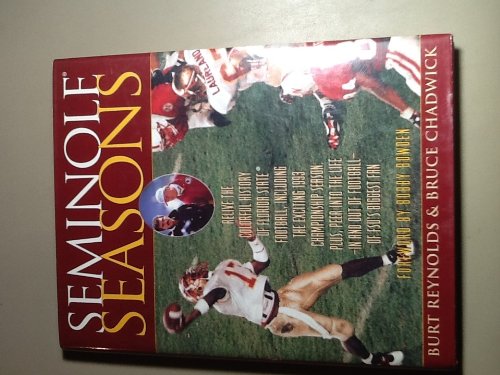 SEMINOLE®
SEASONS
LAURLAND
1
RELIVE THE
COLORFUL HISTORY
OF FLORIDA STATE®
FOOTBALL, INCLUDING
THE EXCITING 1993
CHAMPIONSHIP SEASON.
PLUS, PEER INTO THE LIFE
IN AND OUT OF FOOTBALL
OF FSU'S BIGGEST FAN
FOREWORD BY BOBBY BOWDEN
BURT REYNOLDS & BRUCE CHADWICK